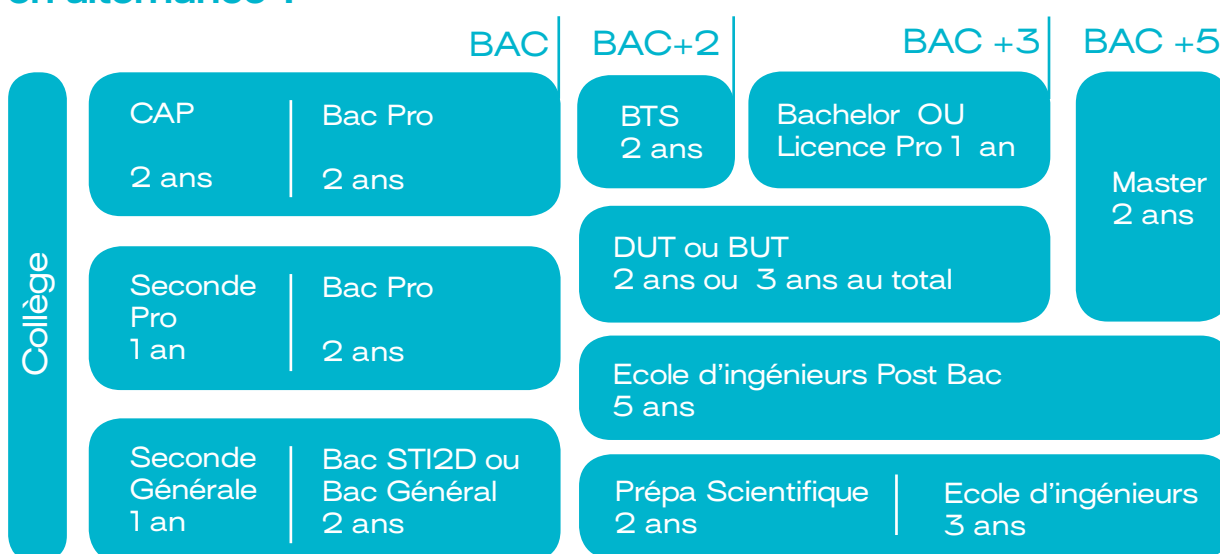 BAC
BAC+2
BAC +3
BAC +5
Collège
CAP
2 ans
Bac Pro
2 ans
BTS
2 ans
Bachelor OU
Licence Pro 1 an
Master
2 ans
DUT ou BUT
2 ans ou 3 ans au total
Seconde
Pro
1 an
Bac Pro
2 ans
Ecole d'ingénieurs Post Bac
5 ans
Seconde
Générale
1 an
Bac STI2D ou
Bac Général
2 ans
Prépa Scientifique
2 ans
Ecole d'ingénieurs
3 ans